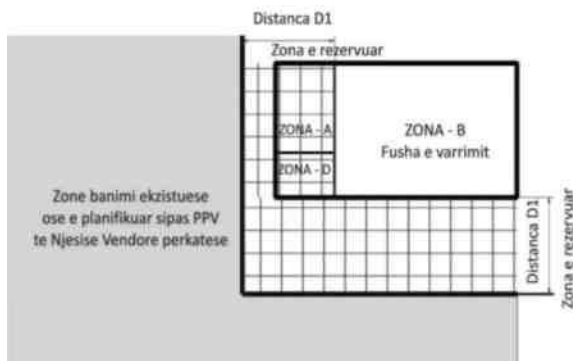 Distanca D1
Zona e rezervuar
ZONA - A
ZONA - B
Fusha e varrimit
ZONA - D
Zone banimi ekzistuese
ose e planifikuar sipas PPV
te Njesise Vendore perkatese
Distanca D1
Zona e rezervuar